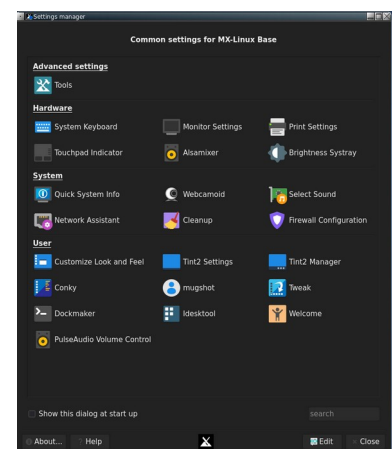 Settings manager
Common settings for MX-Linux Base
Advanced settings
Tools
Hardware
System Keyboard Monitor Settings Print Settings
Touchpad Indicator Alsamixer Brightness Systray
System
Quick System Info Webcamoid Select Sound
Network Assistant Cleanup Firewall Configuration
User
Customize Look and Feel Tint2 Settings Tint2 Manager
Conky mugshot Tweak
Dockmaker Idesktool Welcome
PulseAudio Volume Control
Show this dialog at start up search
About... Help Edit Close